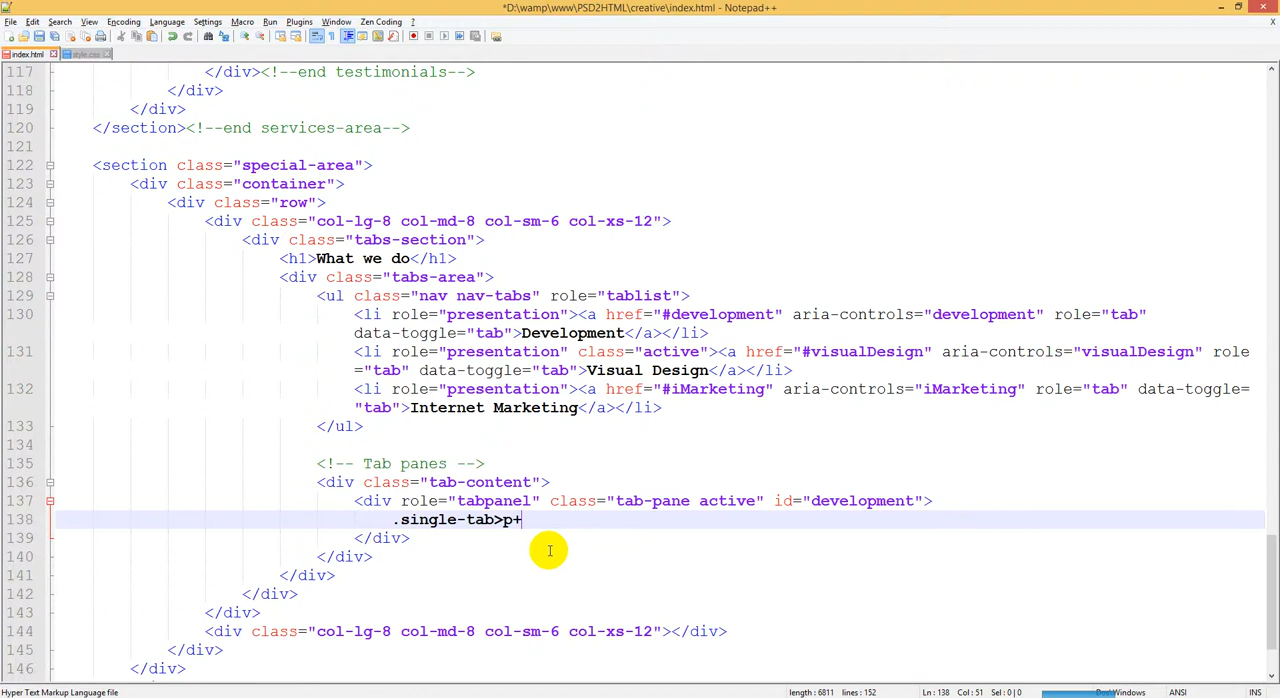 *D:\wamp\www\PSD2HTML\creative\index.html - Notepad++
File Edit Search View Encoding Language Settings Macro Run Plugins Window Zen Coding ?
X
index.html style.css
117 </div><!--end testimonials-->
118 </div>
119 </div>
120 </section><!--end services-area-->
121
122 <section class="special-area">
123 <div class="container">
124 <div class="row">
125 <div class="col-lg-8 col-md-8 col-sm-6 col-xs-12">
126 <div class="tabs-section">
127 <h1>What we do</h1>
128 <div class="tabs-area">
129 <ul class="nav nav-tabs" role="tablist">
130 <li role="presentation"><a href="#development" aria-controls="development" role="tab"
data-toggle="tab">Development</a></li>
131 <li role="presentation" class="active"><a href="#visualDesign" aria-controls="visualDesign" role
="tab" data-toggle="tab">Visual Design</a></li>
132 <li role="presentation"><a href="#iMarketing" aria-controls="iMarketing" role="tab" data-toggle=
"tab">Internet Marketing</a></li>
133 </ul>
134
135 <!-- Tab panes -->
136 <div class="tab-content">
137 <div role="tabpanel" class="tab-pane active" id="development">
138 .single-tab>p+
139 </div>
140 </div>
141 </div>
142 </div>
143 </div>
144 <div class="col-lg-8 col-md-8 col-sm-6 col-xs-12"></div>
145 </div>
146 </div>
Hyper Text Markup Language file length : 6811 lines : 152 Ln : 138 Col : 51 Sel : 0 | 0 Dos\Windows ANSI INS